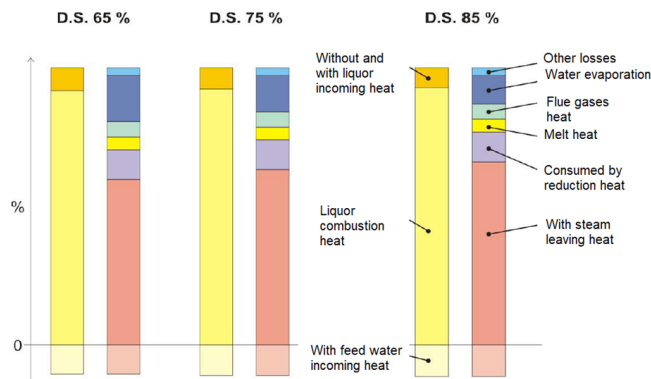 D.S. 65 %
D.S. 75 %
D.S. 85 %
Without and
with liquor
incoming heat
Other losses
Water evaporation
Flue gases
heat
Melt heat
Consumed by
reduction heat
%
Liquor
combustion
heat
With steam
leaving heat
0
With feed water
incoming heat